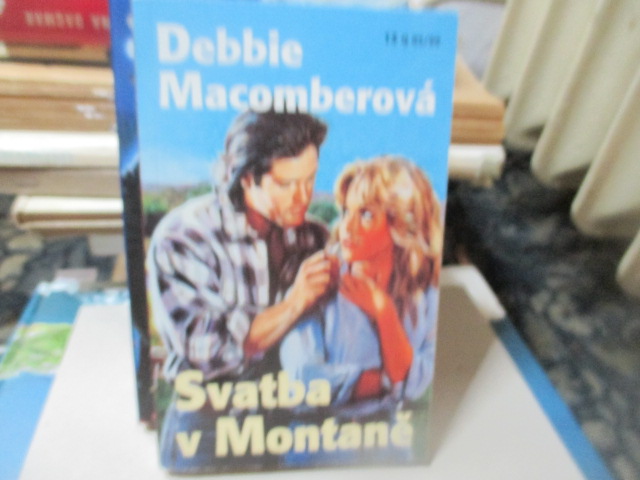 Debbie
Macomberová
Svatba
v Montaně